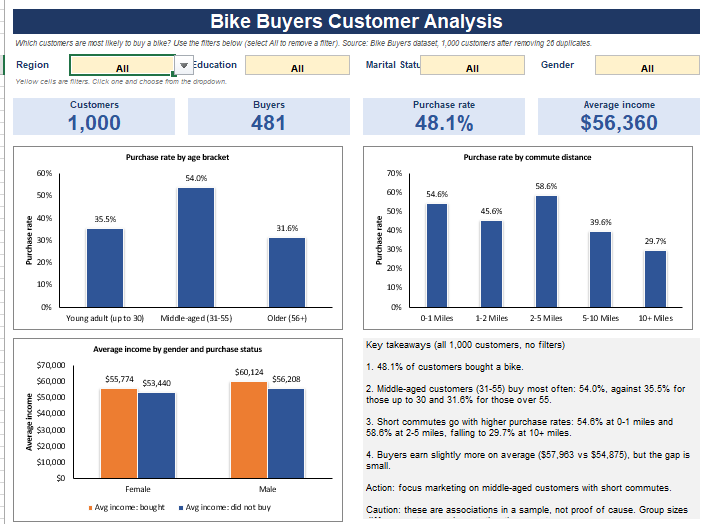 Bike Buyers Customer Analysis
Which customers are most likely to buy a bike? Use the filters below (select All to remove a filter). Source: Bike Buyers dataset, 1,000 customers after removing 26 duplicates.
Region All Education All Marital Statu All Gender All
Yellow cells are filters. Click one and choose from the dropdown.
Customers Buyers Purchase rate Average income
1,000 481 48.1% $56,360
Purchase rate by age bracket
Purchase rate
60%
50%
40%
30%
20%
10%
0%
35.5%
54.0%
31.6%
Young adult (up to 30) Middle-aged (31-55) Older (56+)
Purchase rate by commute distance
Purchase rate
70%
60%
50%
40%
30%
20%
10%
0%
54.6%
45.6%
58.6%
39.6%
29.7%
0-1 Miles 1-2 Miles 2-5 Miles 5-10 Miles 10+ Miles
Average income by gender and purchase status
Average income
$70,000
$60,000
$50,000
$40,000
$30,000
$20,000
$10,000
$0
$55,774 $53,440
$60,124 $56,208
Female Male
Avg income: bought Avg income: did not buy
Key takeaways (all 1,000 customers, no filters)
1. 48.1% of customers bought a bike.
2. Middle-aged customers (31-55) buy most often: 54.0%, against 35.5% for
those up to 30 and 31.6% for those over 55.
3. Short commutes go with higher purchase rates: 54.6% at 0-1 miles and
58.6% at 2-5 miles, falling to 29.7% at 10+ miles.
4. Buyers earn slightly more on average ($57,963 vs $54,875), but the gap is
small.
Action: focus marketing on middle-aged customers with short commutes.
Caution: these are associations in a sample, not proof of cause. Group sizes